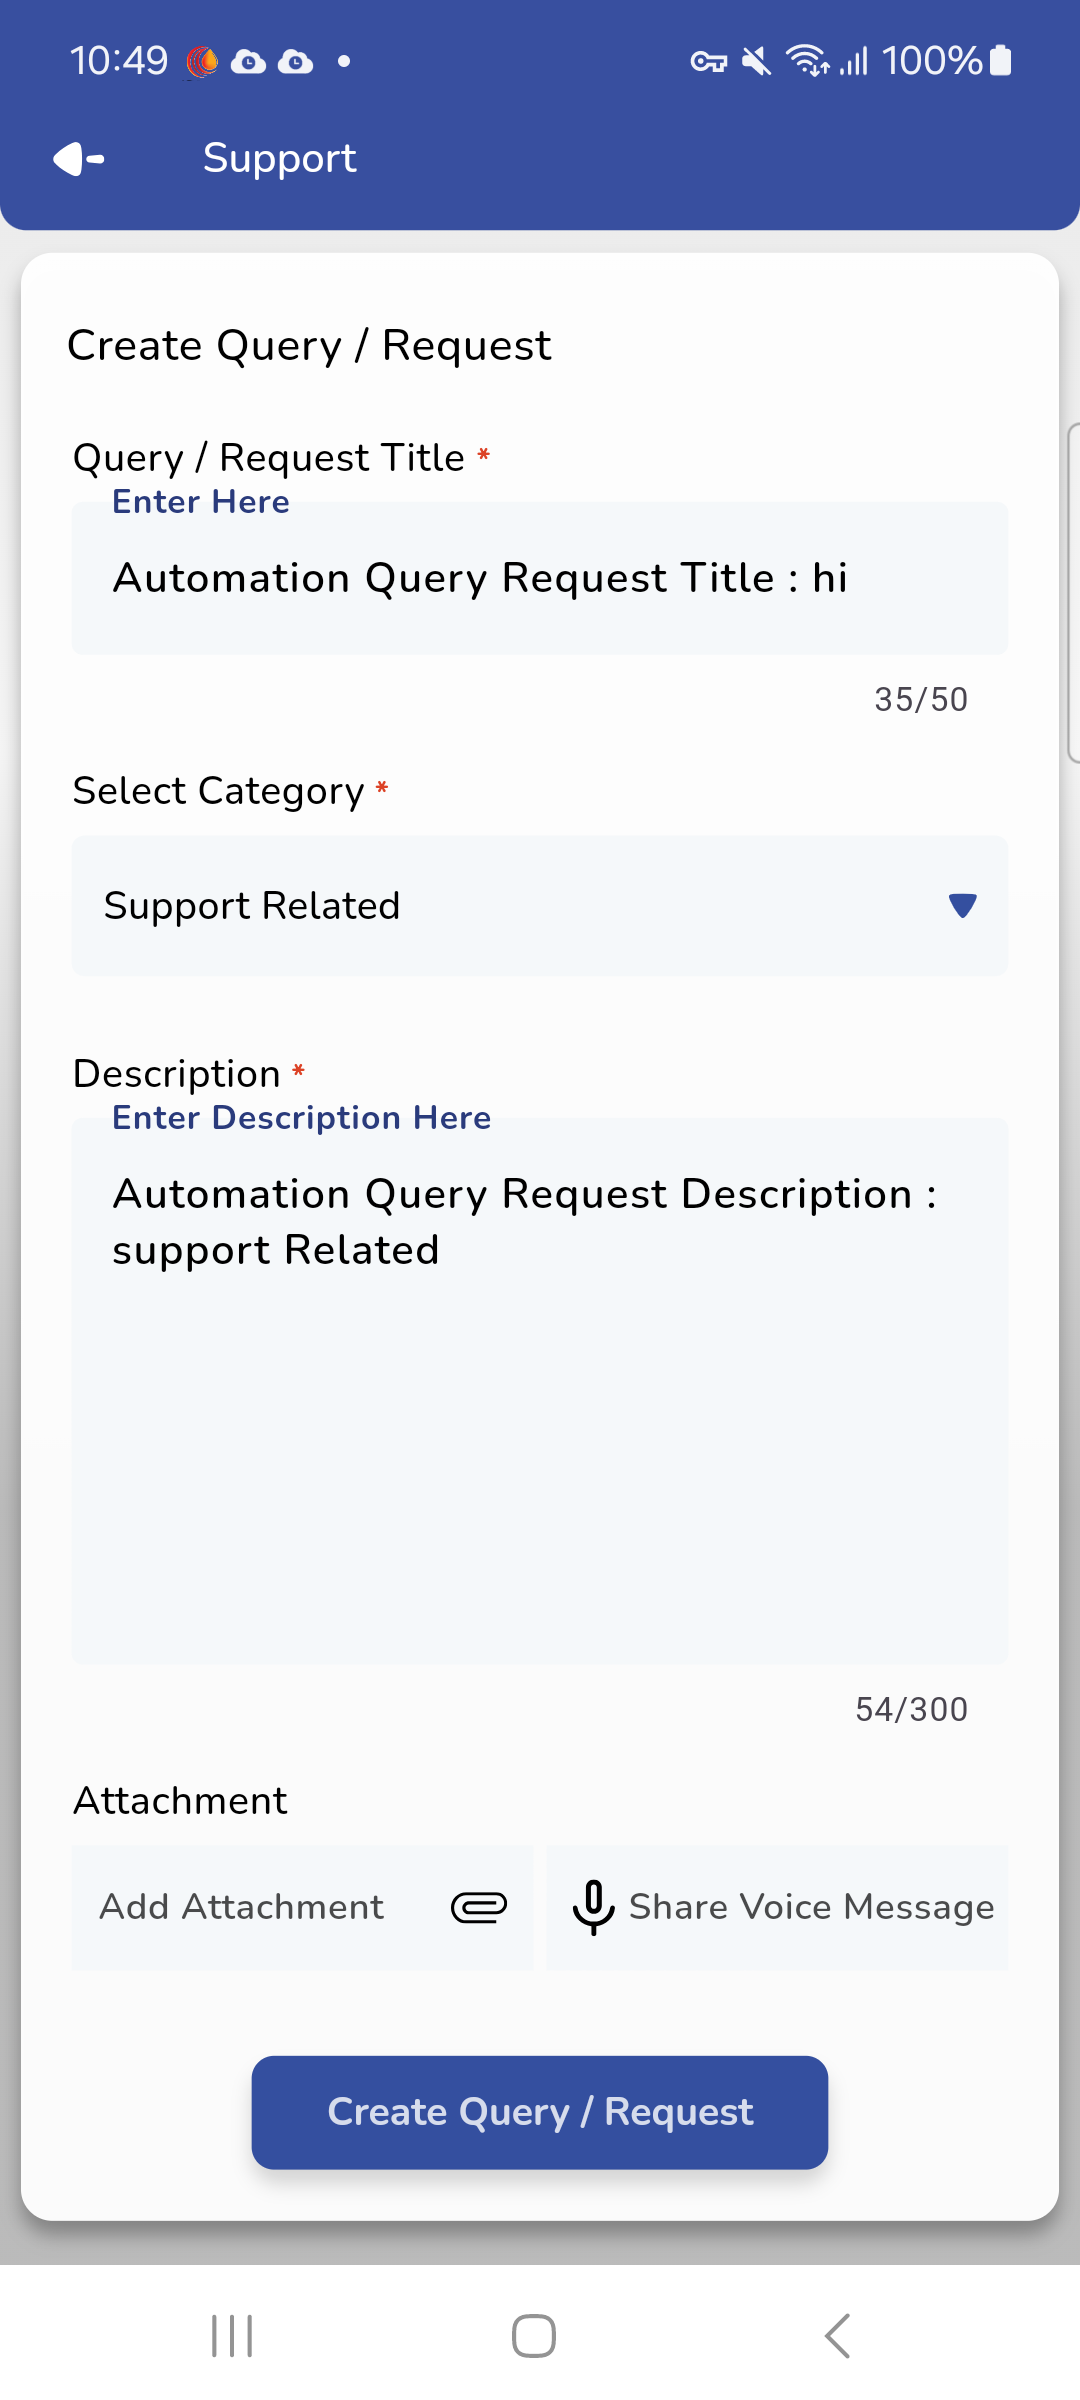 10:49
100%
Support
Create Query / Request
Query / Request Title *
Enter Here
Automation Query Request Title : hi
35/50
Select Category *
Support Related
Description *
Enter Description Here
Automation Query Request Description :
support Related
54/300
Attachment
Add Attachment
Share Voice Message
Create Query / Request